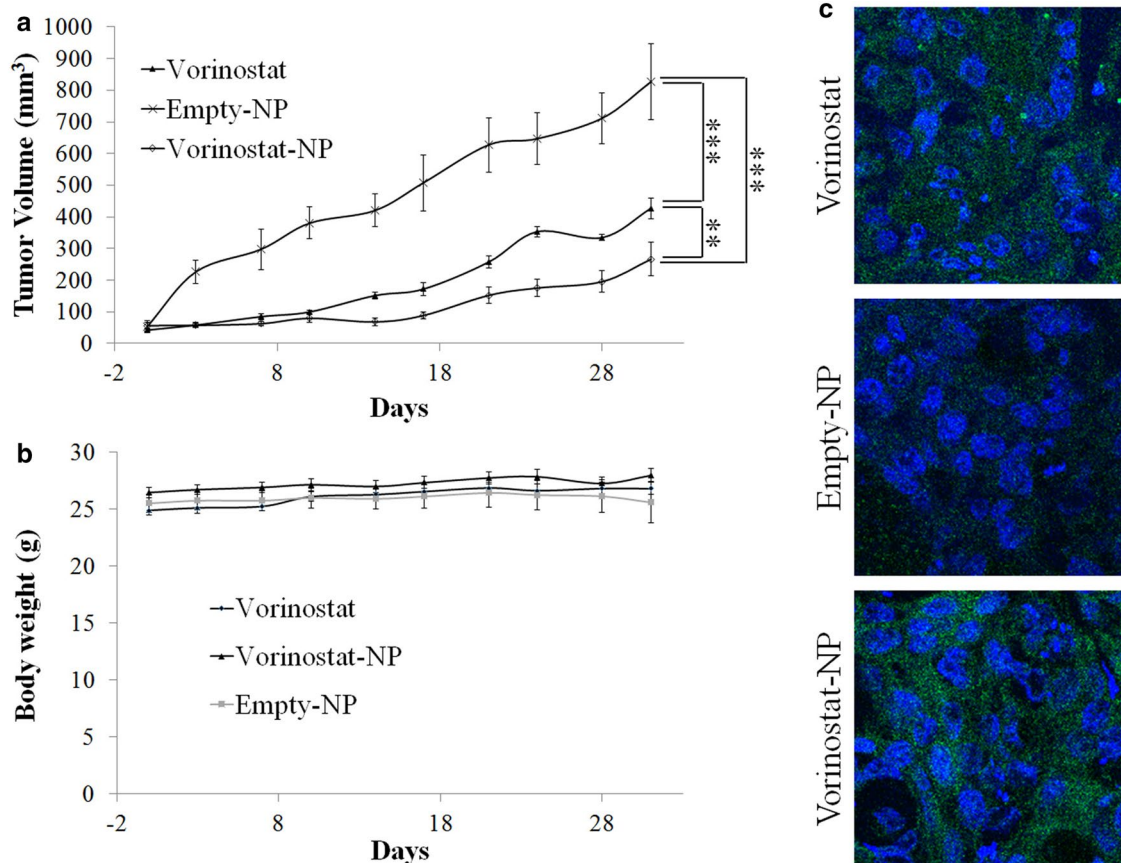 a
1000
900
800
700
600
500
400
300
200
100
0
Tumor Volume (mm³)
Vorinostat
Empty-NP
Vorinostat-NP
***
**
***
-2
8
18
28
Days
b
30
25
20
15
10
5
0
Body weight (g)
Vorinostat
Vorinostat-NP
Empty-NP
-2
8
18
28
Days
c
Vorinostat
Empty-NP
Vorinostat-NP